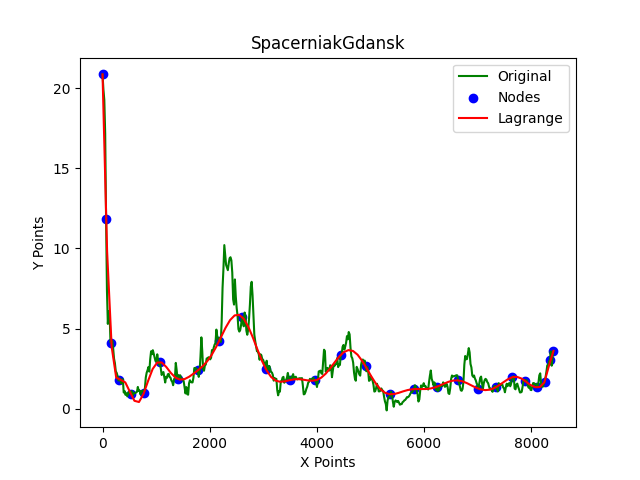 SpacerniakGdansk
Original
Nodes
Lagrange
Y Points
20
15
10
5
0
0 2000 4000 6000 8000
X Points